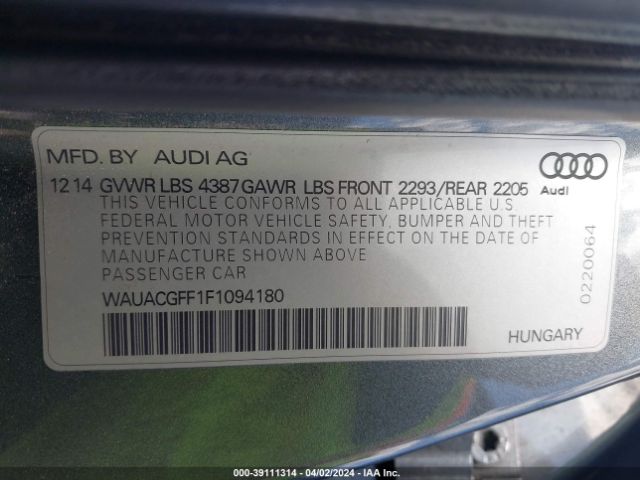 MFD. BY AUDI AG
12 14 GVWR LBS 4387 GAWR LBS FRONT 2293/REAR 2205
THIS VEHICLE CONFORMS TO ALL APPLICABLE U S
FEDERAL MOTOR VEHICLE SAFETY, BUMPER AND THEFT
PREVENTION STANDARDS IN EFFECT ON THE DATE OF
MANUFACTURE SHOWN ABOVE
PASSENGER CAR
WAUACGFF1F1094180
Audi
0220064
HUNGARY
000-39111314 - 04/02/2024 - IAAI.com